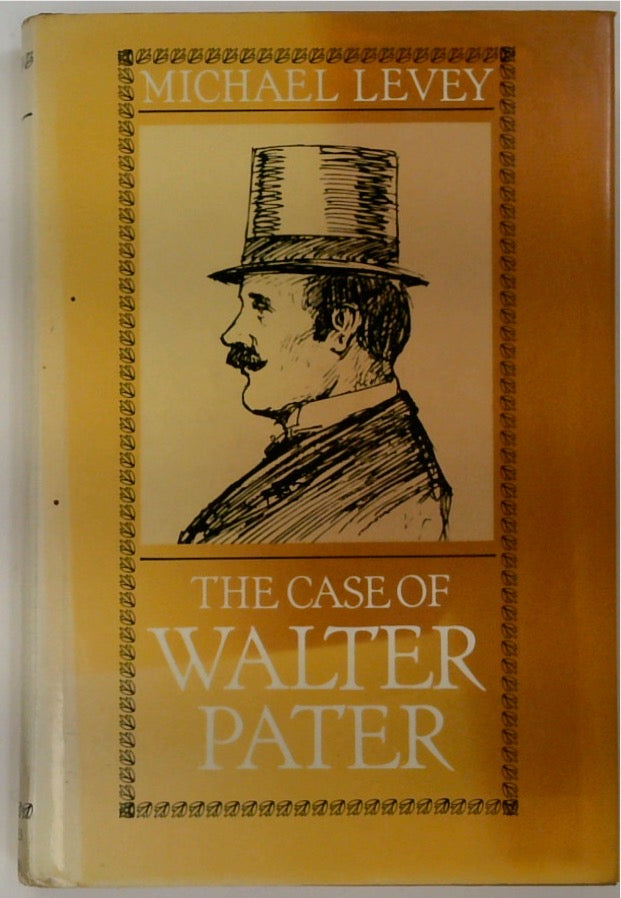 MICHAEL LEVEY
THE CASE OF
WALTER
PATER